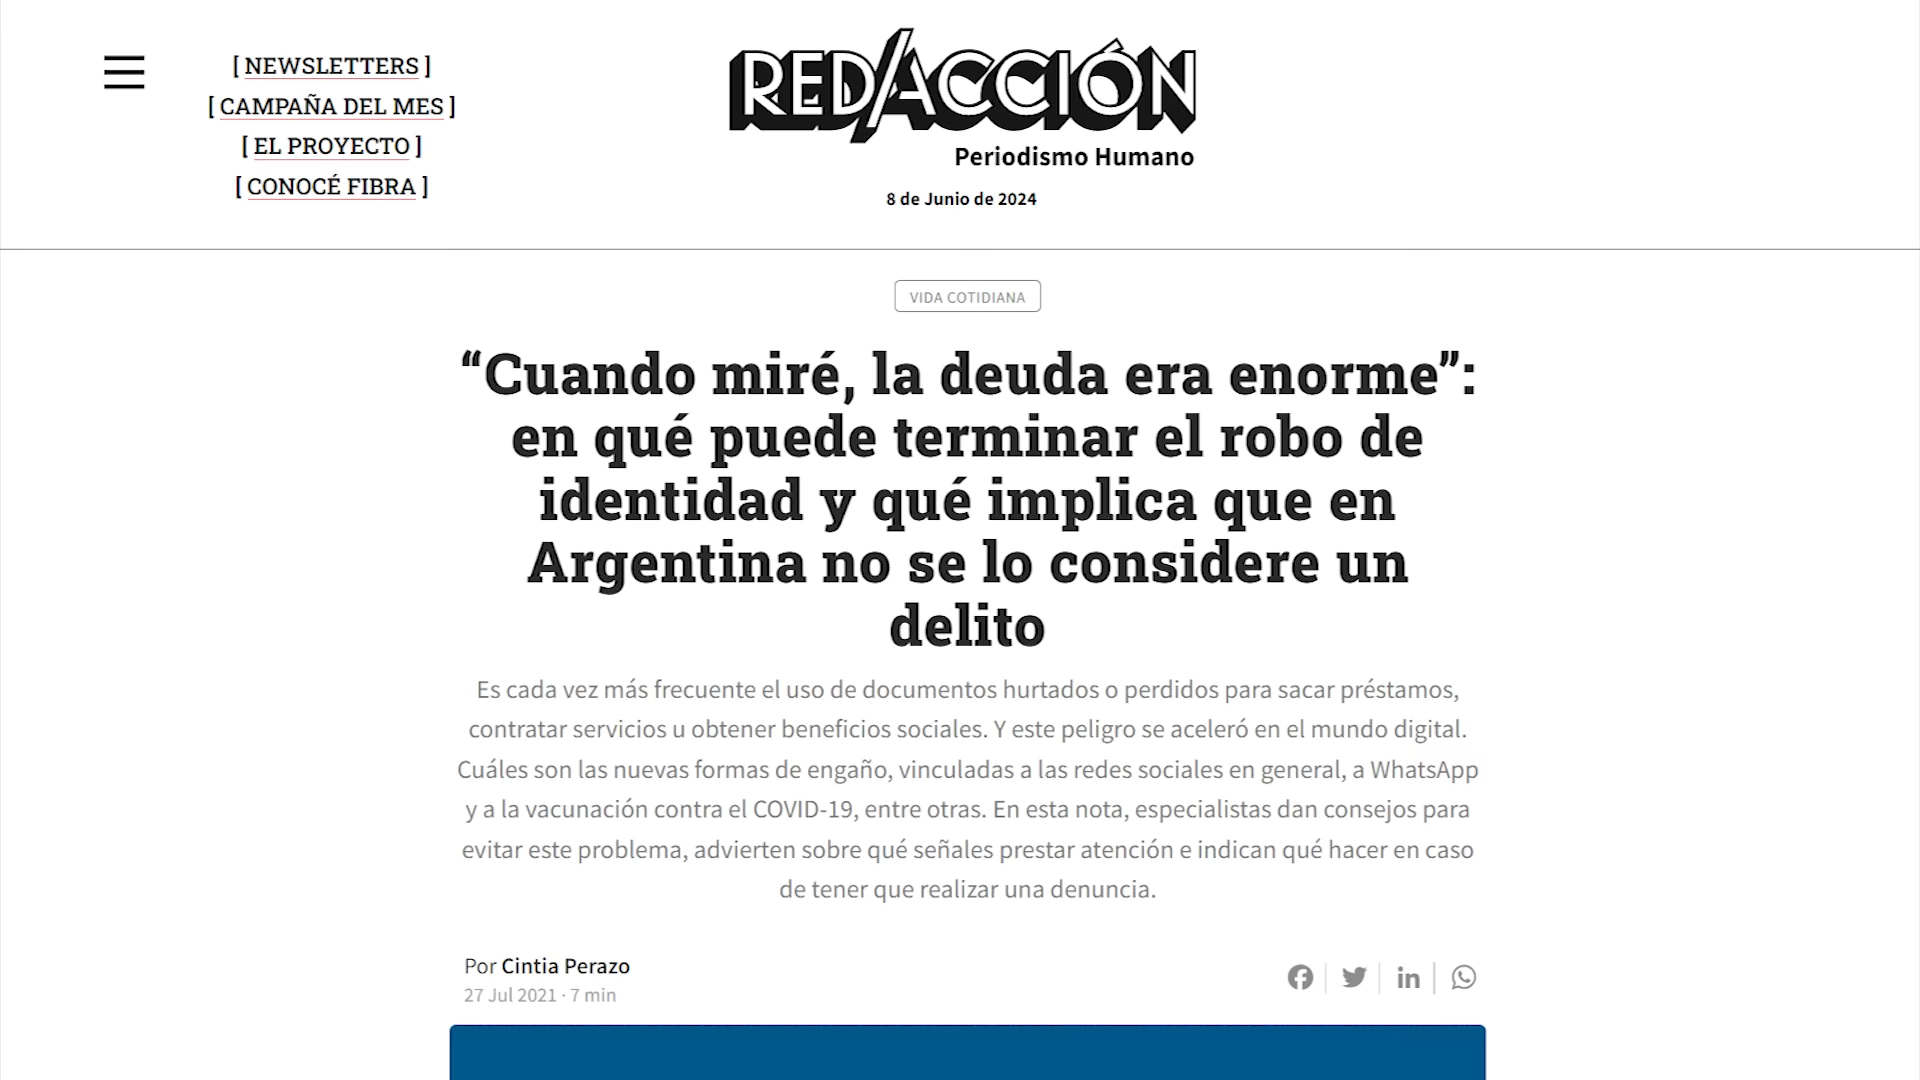 [ NEWSLETTERS ]
[ CAMPAÑA DEL MES ]
[ EL PROYECTO ]
[ CONOCÉ FIBRA ]
RED/ACCIÓN
Periodismo Humano
8 de Junio de 2024
VIDA COTIDIANA
“Cuando miré, la deuda era enorme”:
en qué puede terminar el robo de
identidad y qué implica que en
Argentina no se lo considere un
delito
Es cada vez más frecuente el uso de documentos hurtados o perdidos para sacar préstamos,
contratar servicios u obtener beneficios sociales. Y este peligro se aceleró en el mundo digital.
Cuáles son las nuevas formas de engaño, vinculadas a las redes sociales en general, a WhatsApp
y a la vacunación contra el COVID-19, entre otras. En esta nota, especialistas dan consejos para
evitar este problema, advierten sobre qué señales prestar atención e indican qué hacer en caso
de tener que realizar una denuncia.
Por Cintia Perazo
27 Jul 2021 · 7 min